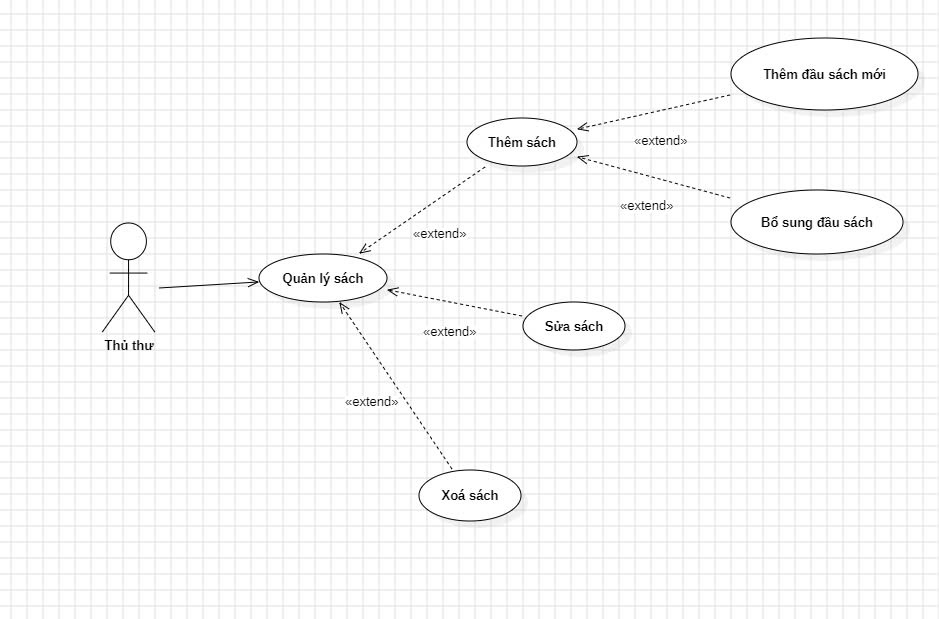 Thêm đầu sách mới
Thêm sách
«extend»
«extend»
Bổ sung đầu sách
«extend»
Quản lý sách
Sửa sách
«extend»
Thủ thư
«extend»
Xoá sách